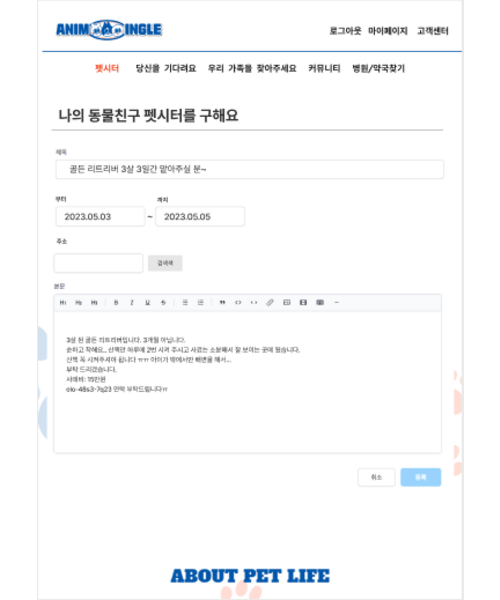 ANIM INGLE
로그아웃 마이페이지 고객센터
펫시터 당신을 기다려요 우리 가족을 찾아주세요 커뮤니티 병원/약국찾기
나의 동물친구 펫시터를 구해요
제목
골든 리트리버 3살 3일간 맡아주실 분~
부터 까지
2023.05.03 ~ 2023.05.05
주소
검색해
본문
H1 H2 H3 B I U S
3살 된 골든 리트리버입니다. 3개월 아닙니다.
순하고 착해요.. 산책만 하루에 2번 시켜 주시고 사료는 소분해서 잘 보이는 곳에 뒀습니다.
산책 꼭 시켜주셔야 됩니다 ㅠㅠ 아이가 밖에서만 배변을 해서...
부탁 드리겠습니다.
사례비: 15만원
olo-48s3-7q23 연락 부탁드립니다ㅠ
취소 등록
ABOUT PET LIFE